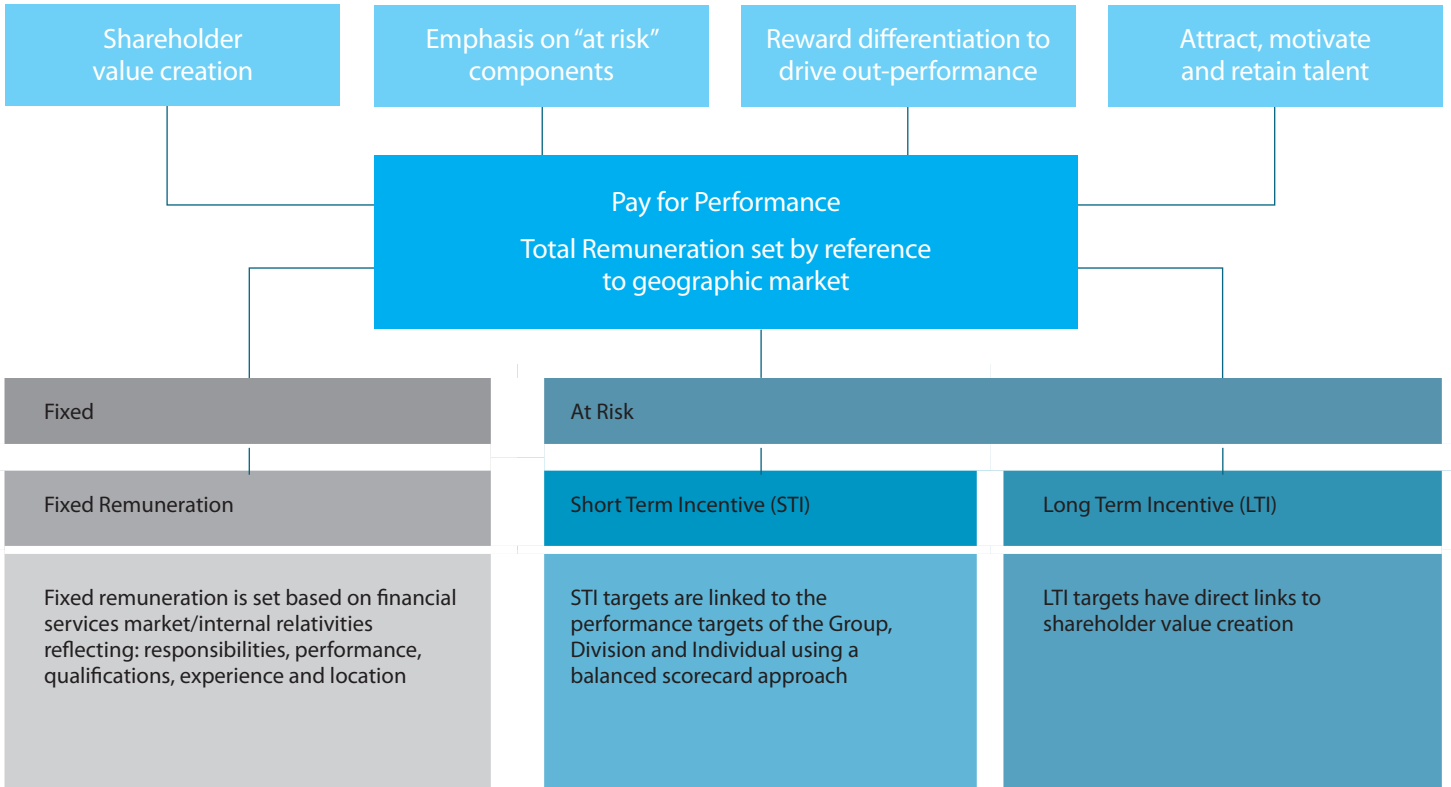 Shareholder
value creation
Emphasis on “at risk”
components
Reward differentiation to
drive out-performance
Attract, motivate
and retain talent
Pay for Performance
Total Remuneration set by reference
to geographic market
Fixed
At Risk
Fixed Remuneration
Short Term Incentive (STI)
Long Term Incentive (LTI)
Fixed remuneration is set based on financial
services market/internal relativities
reflecting: responsibilities, performance,
qualifications, experience and location
STI targets are linked to the
performance targets of the Group,
Division and Individual using a
balanced scorecard approach
LTI targets have direct links to
shareholder value creation